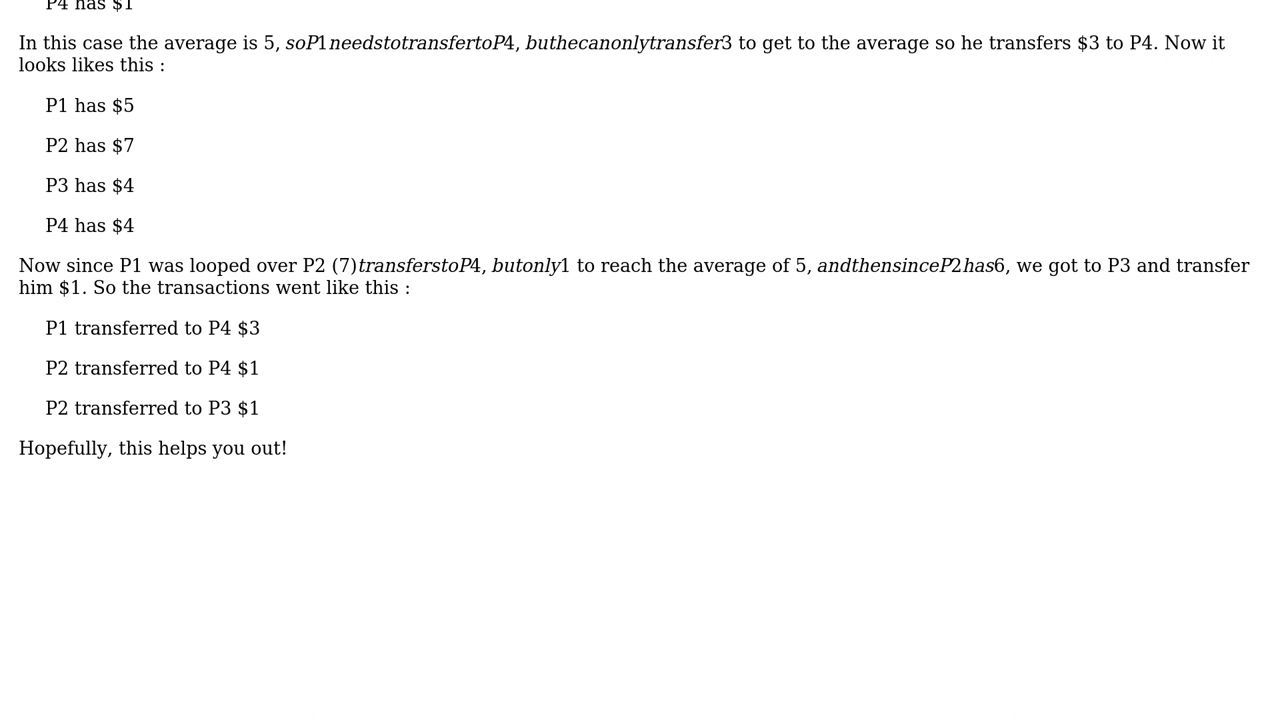 P4 has $1
In this case the average is 5, soP1needstotransfertoP4, buthecanonlytransfer3 to get to the average so he transfers $3 to P4. Now it
looks likes this :
P1 has $5
P2 has $7
P3 has $4
P4 has $4
Now since P1 was looped over P2 (7)transferstoP4, butonly1 to reach the average of 5, andthensinceP2has6, we got to P3 and transfer
him $1. So the transactions went like this :
P1 transferred to P4 $3
P2 transferred to P4 $1
P2 transferred to P3 $1
Hopefully, this helps you out!